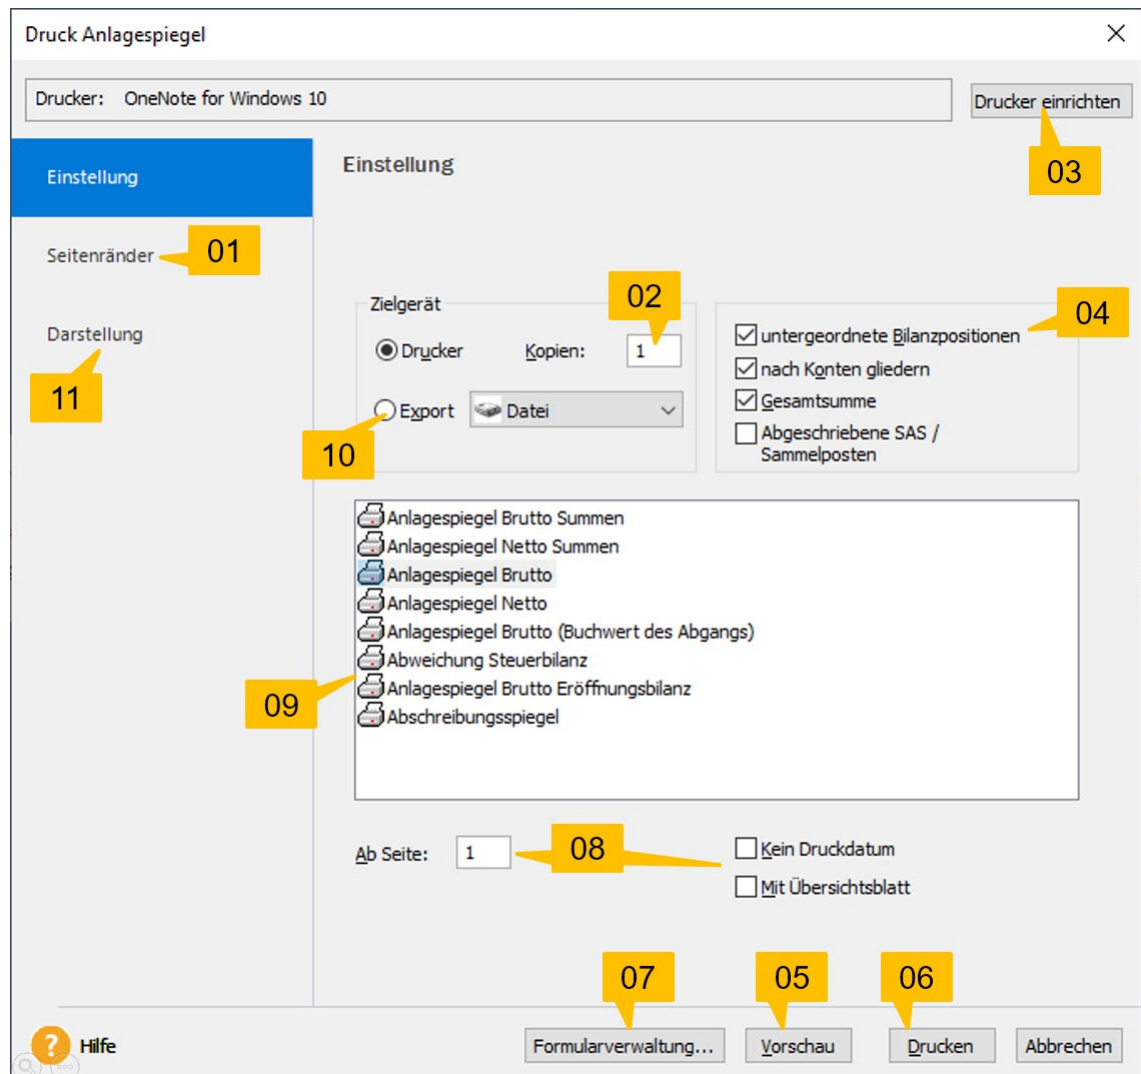 Druck Anlagespiegel
Drucker: OneNote for Windows 10
Drucker einrichten
03
Einstellung
Einstellung
Seitenränder
01
Darstellung
11
Zielgerät
02
Drucker Kopien: 1
Export Datei
10
04
untergeordnete Bilanzpositionen
nach Konten gliedern
Gesamtsumme
Abgeschriebene SAS /
Sammelposten
Anlagespiegel Brutto Summen
Anlagespiegel Netto Summen
Anlagespiegel Brutto
Anlagespiegel Netto
Anlagespiegel Brutto (Buchwert des Abgangs)
Abweichung Steuerbilanz
Anlagespiegel Brutto Eröffnungsbilanz
Abschreibungsspiegel
09
Ab Seite: 1
08
Kein Druckdatum
Mit Übersichtsblatt
07
05
06
? Hilfe
Formularverwaltung...
Vorschau
Drucken
Abbrechen